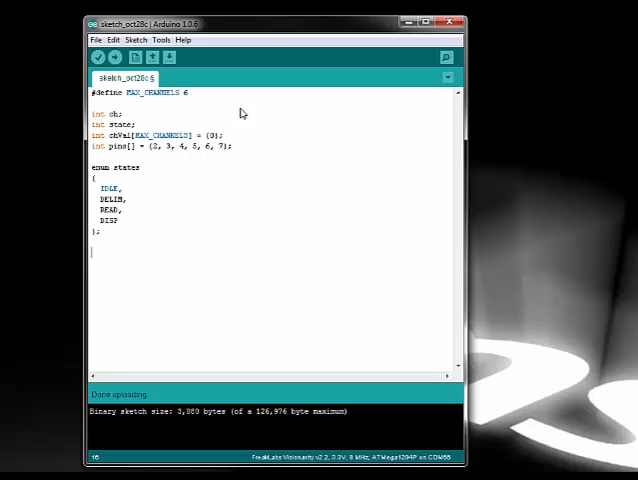 sketch_oct28c | Arduino 1.0.6
File Edit Sketch Tools Help
sketch_oct28c §
#define MAX_CHANNELS 6
int ch;
int state;
int chVal[MAX_CHANNELS] = {0};
int pins[] = {2, 3, 4, 5, 6, 7};
enum states
{
IDLE,
DELIM,
READ,
DISP
};
Done uploading.
Binary sketch size: 3,880 bytes (of a 126,976 byte maximum)
16
FreakLabs Visionarity v2.2, 3.3V, 8 MHz, ATMega1284P on COM55